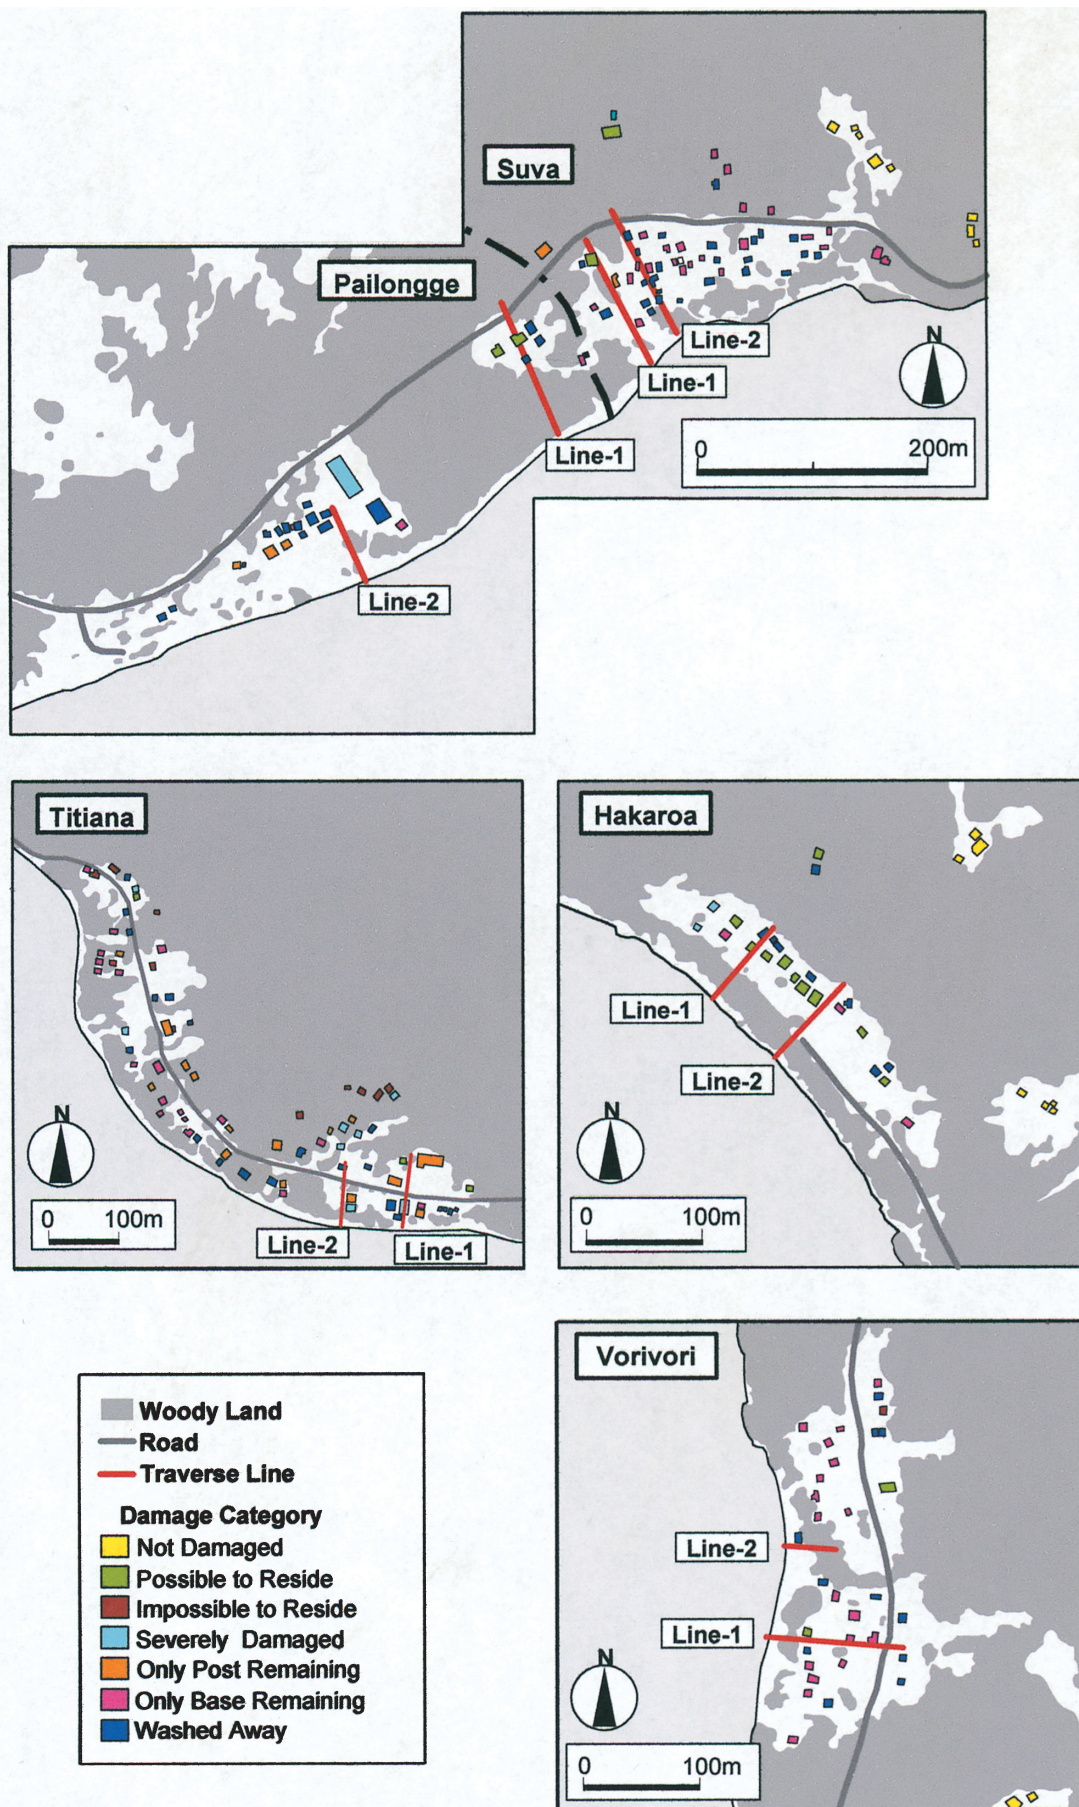 Suva
Pailongge
Line-2
Line-1
N
Line-1
0 200m
Line-2
Titiana
N
0 100m
Line-2
Line-1
Hakaroa
Line-1
Line-2
N
0 100m
Woody Land
Road
Traverse Line
Damage Category
Not Damaged
Possible to Reside
Impossible to Reside
Severely Damaged
Only Post Remaining
Only Base Remaining
Washed Away
Vorivori
Line-2
Line-1
N
0 100m